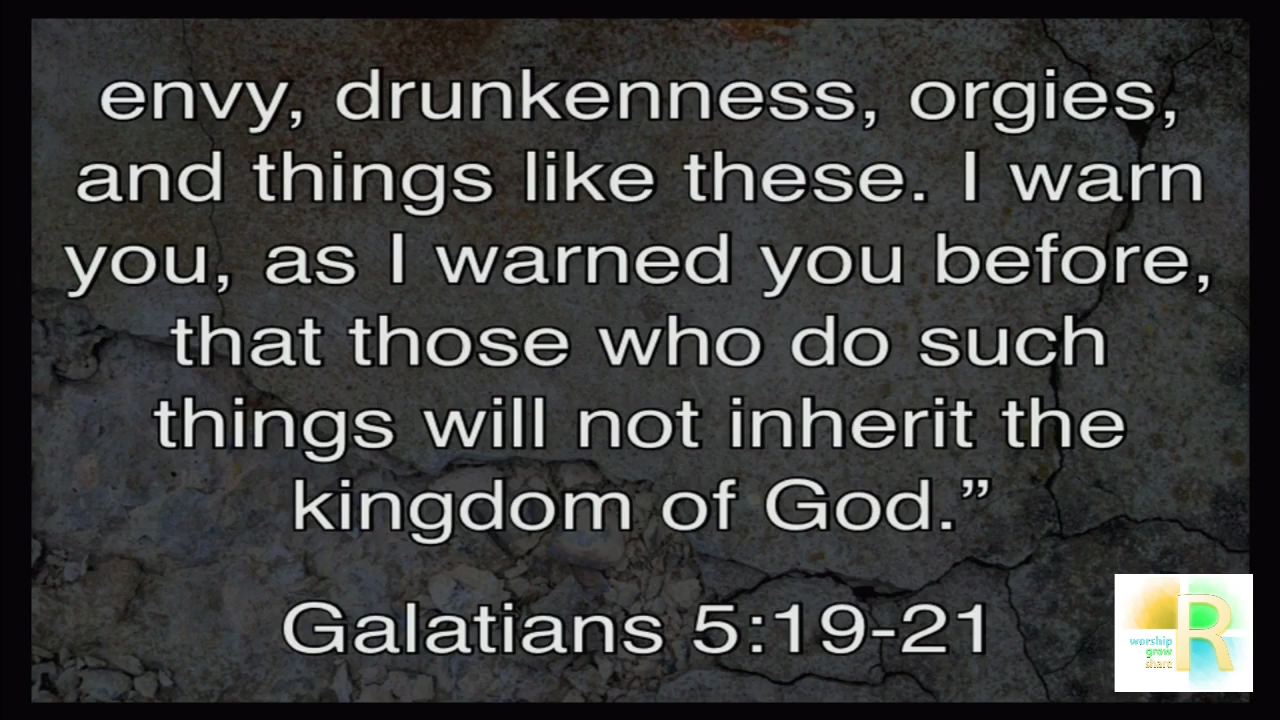 envy, drunkenness, orgies,
and things like these. I warn
you, as I warned you before,
that those who do such
things will not inherit the
kingdom of God.”
Galatians 5:19-21
worship
grow
share
R